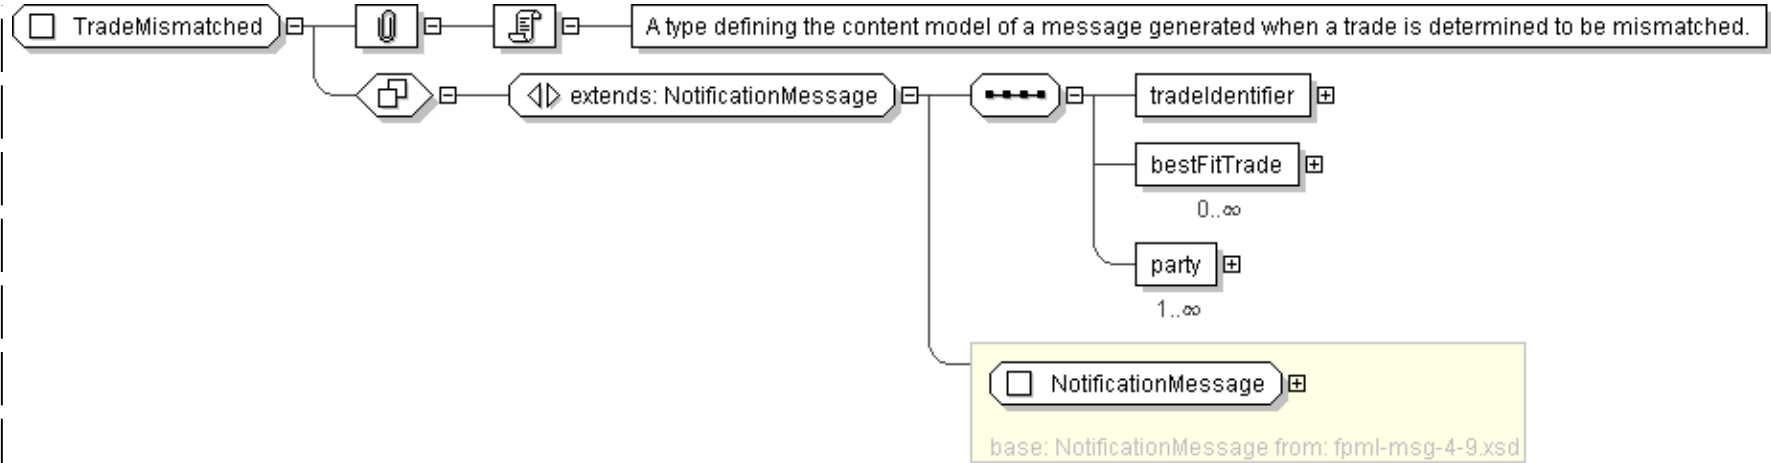 TradeMismatched
A type defining the content model of a message generated when a trade is determined to be mismatched.
extends: NotificationMessage
tradeIdentifier
bestFitTrade
0..∞
party
1..∞
NotificationMessage
base: NotificationMessage from: fpml-msg-4-9.xsd